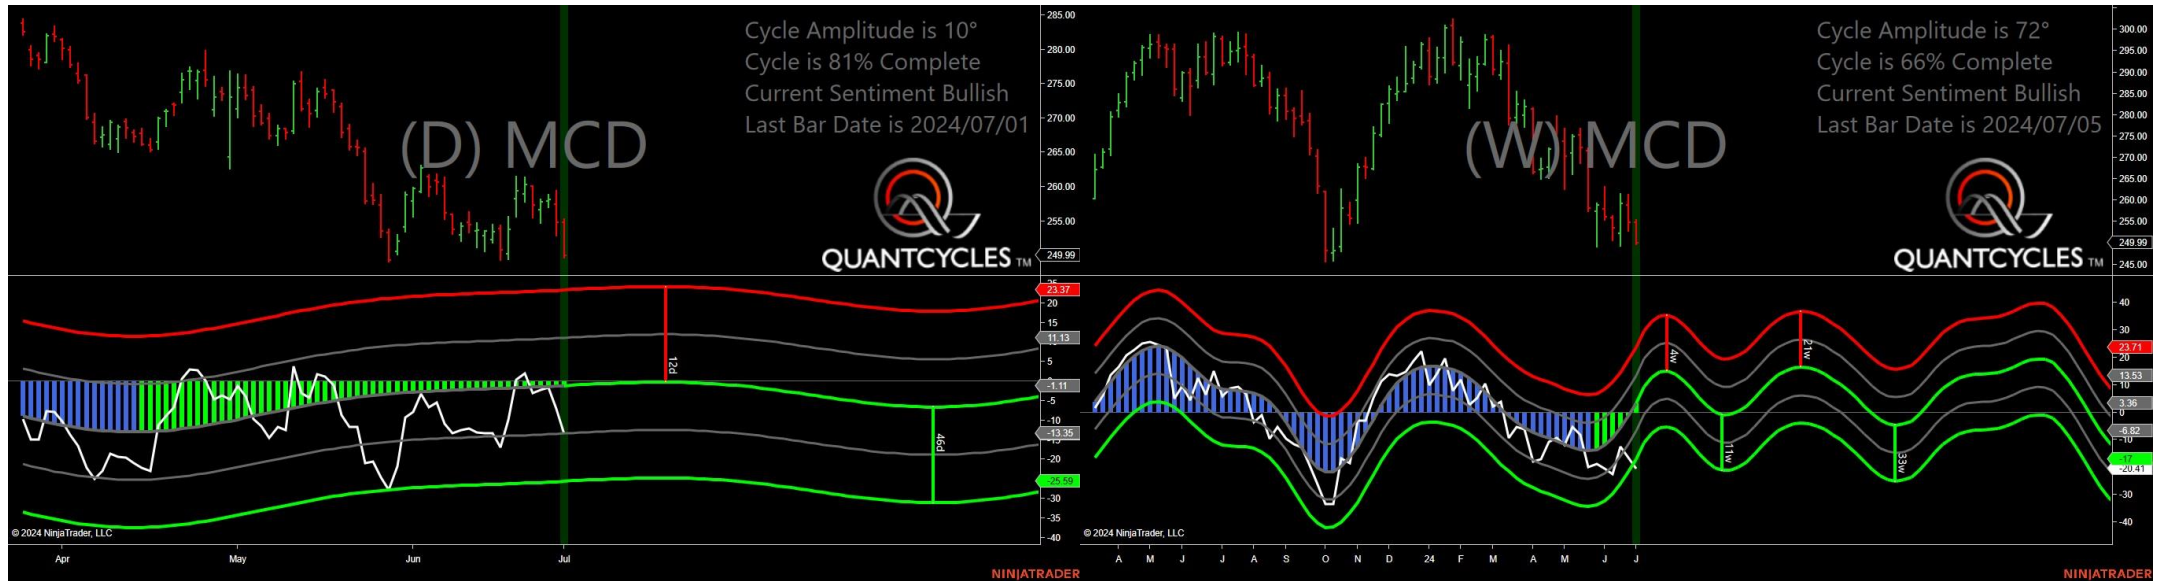 Cycle Amplitude is 10°
Cycle is 81% Complete
Current Sentiment Bullish
Last Bar Date is 2024/07/01
(D) MCD
QUANTCYCLES TM
285.00
280.00
275.00
270.00
265.00
260.00
255.00
249.99
23.37
20
15
11.13
5
-1.11
-5
-10
-13.35
-20
-25.59
-30
-35
-40
12d
46d
© 2024 NinjaTrader, LLC
Apr May Jun Jul
NINJATRADER
Cycle Amplitude is 72°
Cycle is 66% Complete
Current Sentiment Bullish
Last Bar Date is 2024/07/05
(W) MCD
QUANTCYCLES TM
300.00
295.00
290.00
285.00
280.00
275.00
270.00
265.00
260.00
255.00
249.99
245.00
40
30
23.71
20
13.53
10
3.36
0
-6.82
-10
-17
-20.41
-30
-40
4w
11w
21w
33w
© 2024 NinjaTrader, LLC
A M J J A S O N D 24 F M A M J J
NINJATRADER